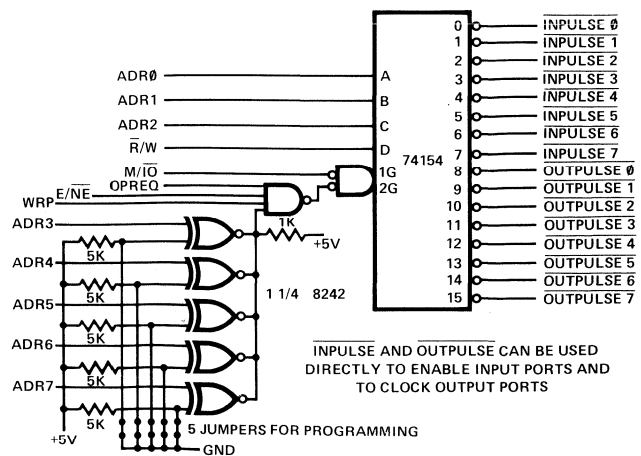 0 INPULSE Ø
1 INPULSE 1
2 INPULSE 2
ADRØ A 3 INPULSE 3
ADR1 B 4 INPULSE 4
ADR2 C 5 INPULSE 5
R̅/W D 6 INPULSE 6
74154 7 INPULSE 7
M/I̅O̅ 1G 8 OUTPULSE Ø
OPREQ 2G 9 OUTPULSE 1
E/N̅E̅ 10 OUTPULSE 2
WRP 11 OUTPULSE 3
ADR3 1K 12 OUTPULSE 4
+5V 13 OUTPULSE 5
5K 14 OUTPULSE 6
ADR4 15 OUTPULSE 7
5K
1 1/4 8242
ADR5
5K
ADR6
5K
ADR7
5K
+5V
INPULSE AND OUTPULSE CAN BE USED
DIRECTLY TO ENABLE INPUT PORTS AND
TO CLOCK OUTPUT PORTS
5 JUMPERS FOR PROGRAMMING
GND